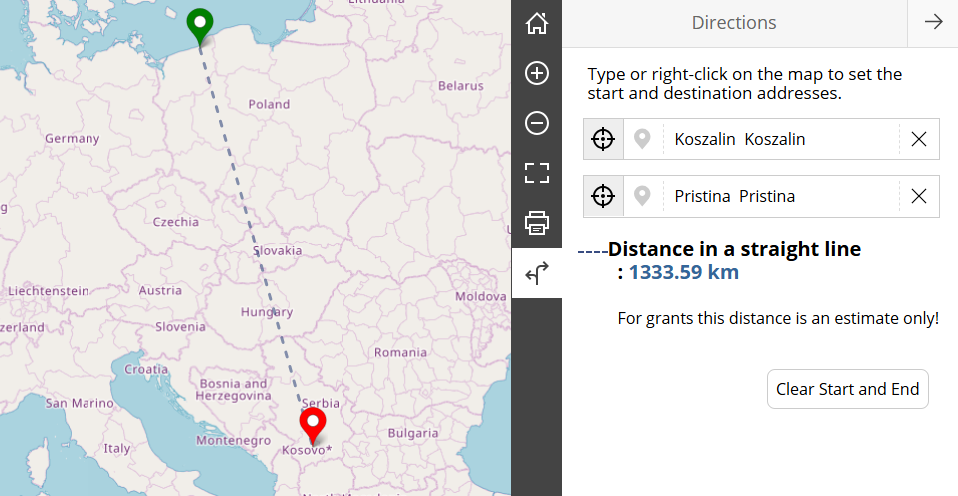 Lithuania
Belarus
Poland
Germany
Czechia
Slovakia
Liechtenstein
Austria
Moldova
Hungary
Slovenia
Romania
Croatia
Bosnia and
Herzegovina
San Marino
Serbia
Montenegro
Bulgaria
Italy
Kosovo*
Directions
Type or right-click on the map to set the
start and destination addresses.
Koszalin Koszalin
Pristina Pristina
----Distance in a straight line
: 1333.59 km
For grants this distance is an estimate only!
Clear Start and End